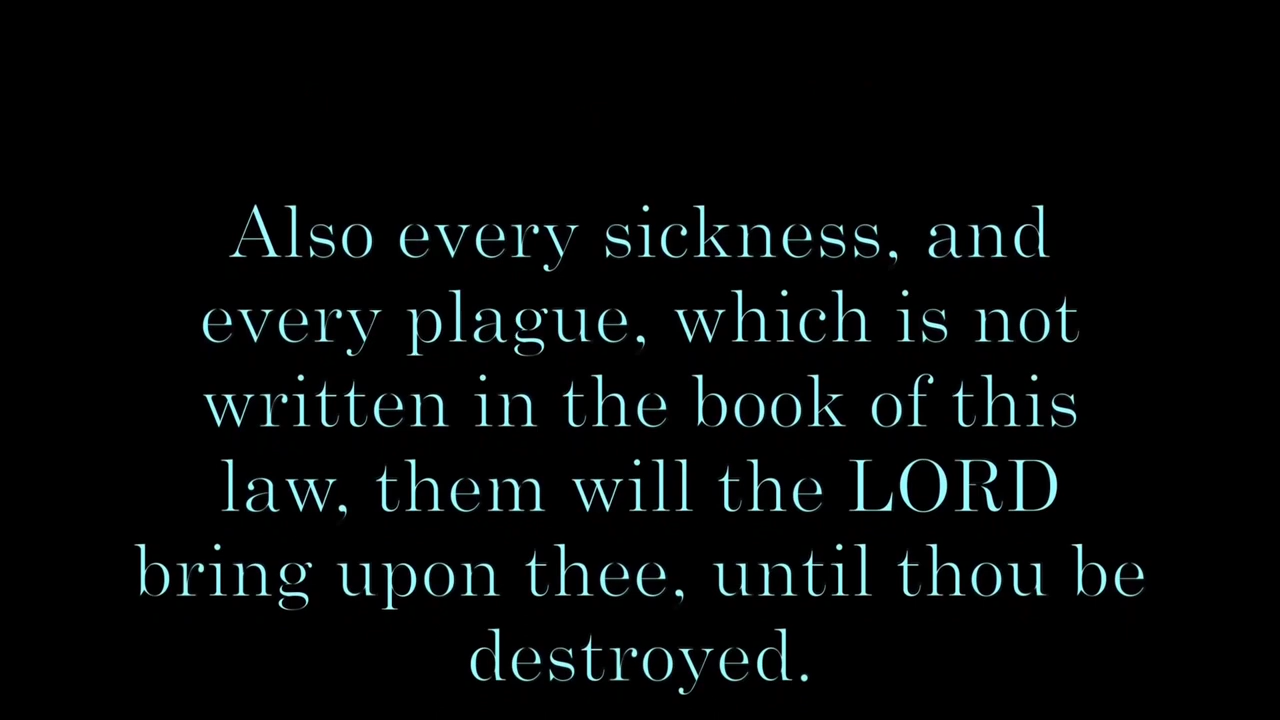 Also every sickness, and
every plague, which is not
written in the book of this
law, them will the LORD
bring upon thee, until thou be
destroyed.